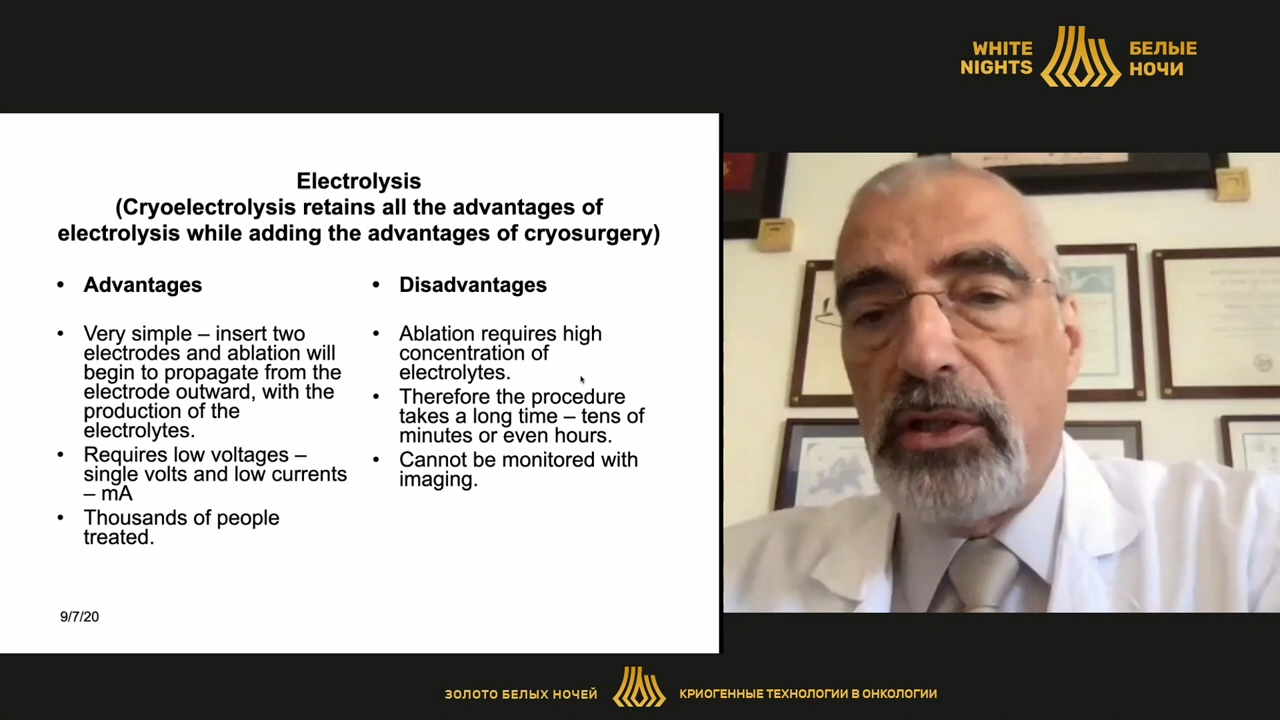 WHITE
NIGHTS
БЕЛЫЕ
НОЧИ
Electrolysis
(Cryoelectrolysis retains all the advantages of
electrolysis while adding the advantages of cryosurgery)
• Advantages
• Very simple – insert two
electrodes and ablation will
begin to propagate from the
electrode outward, with the
production of the
electrolytes.
• Requires low voltages –
single volts and low currents
– mA
• Thousands of people
treated.
• Disadvantages
• Ablation requires high
concentration of
electrolytes.
• Therefore the procedure
takes a long time – tens of
minutes or even hours.
• Cannot be monitored with
imaging.
9/7/20
ЗОЛОТО БЕЛЫХ НОЧЕЙ
КРИОГЕННЫЕ ТЕХНОЛОГИИ В ОНКОЛОГИИ